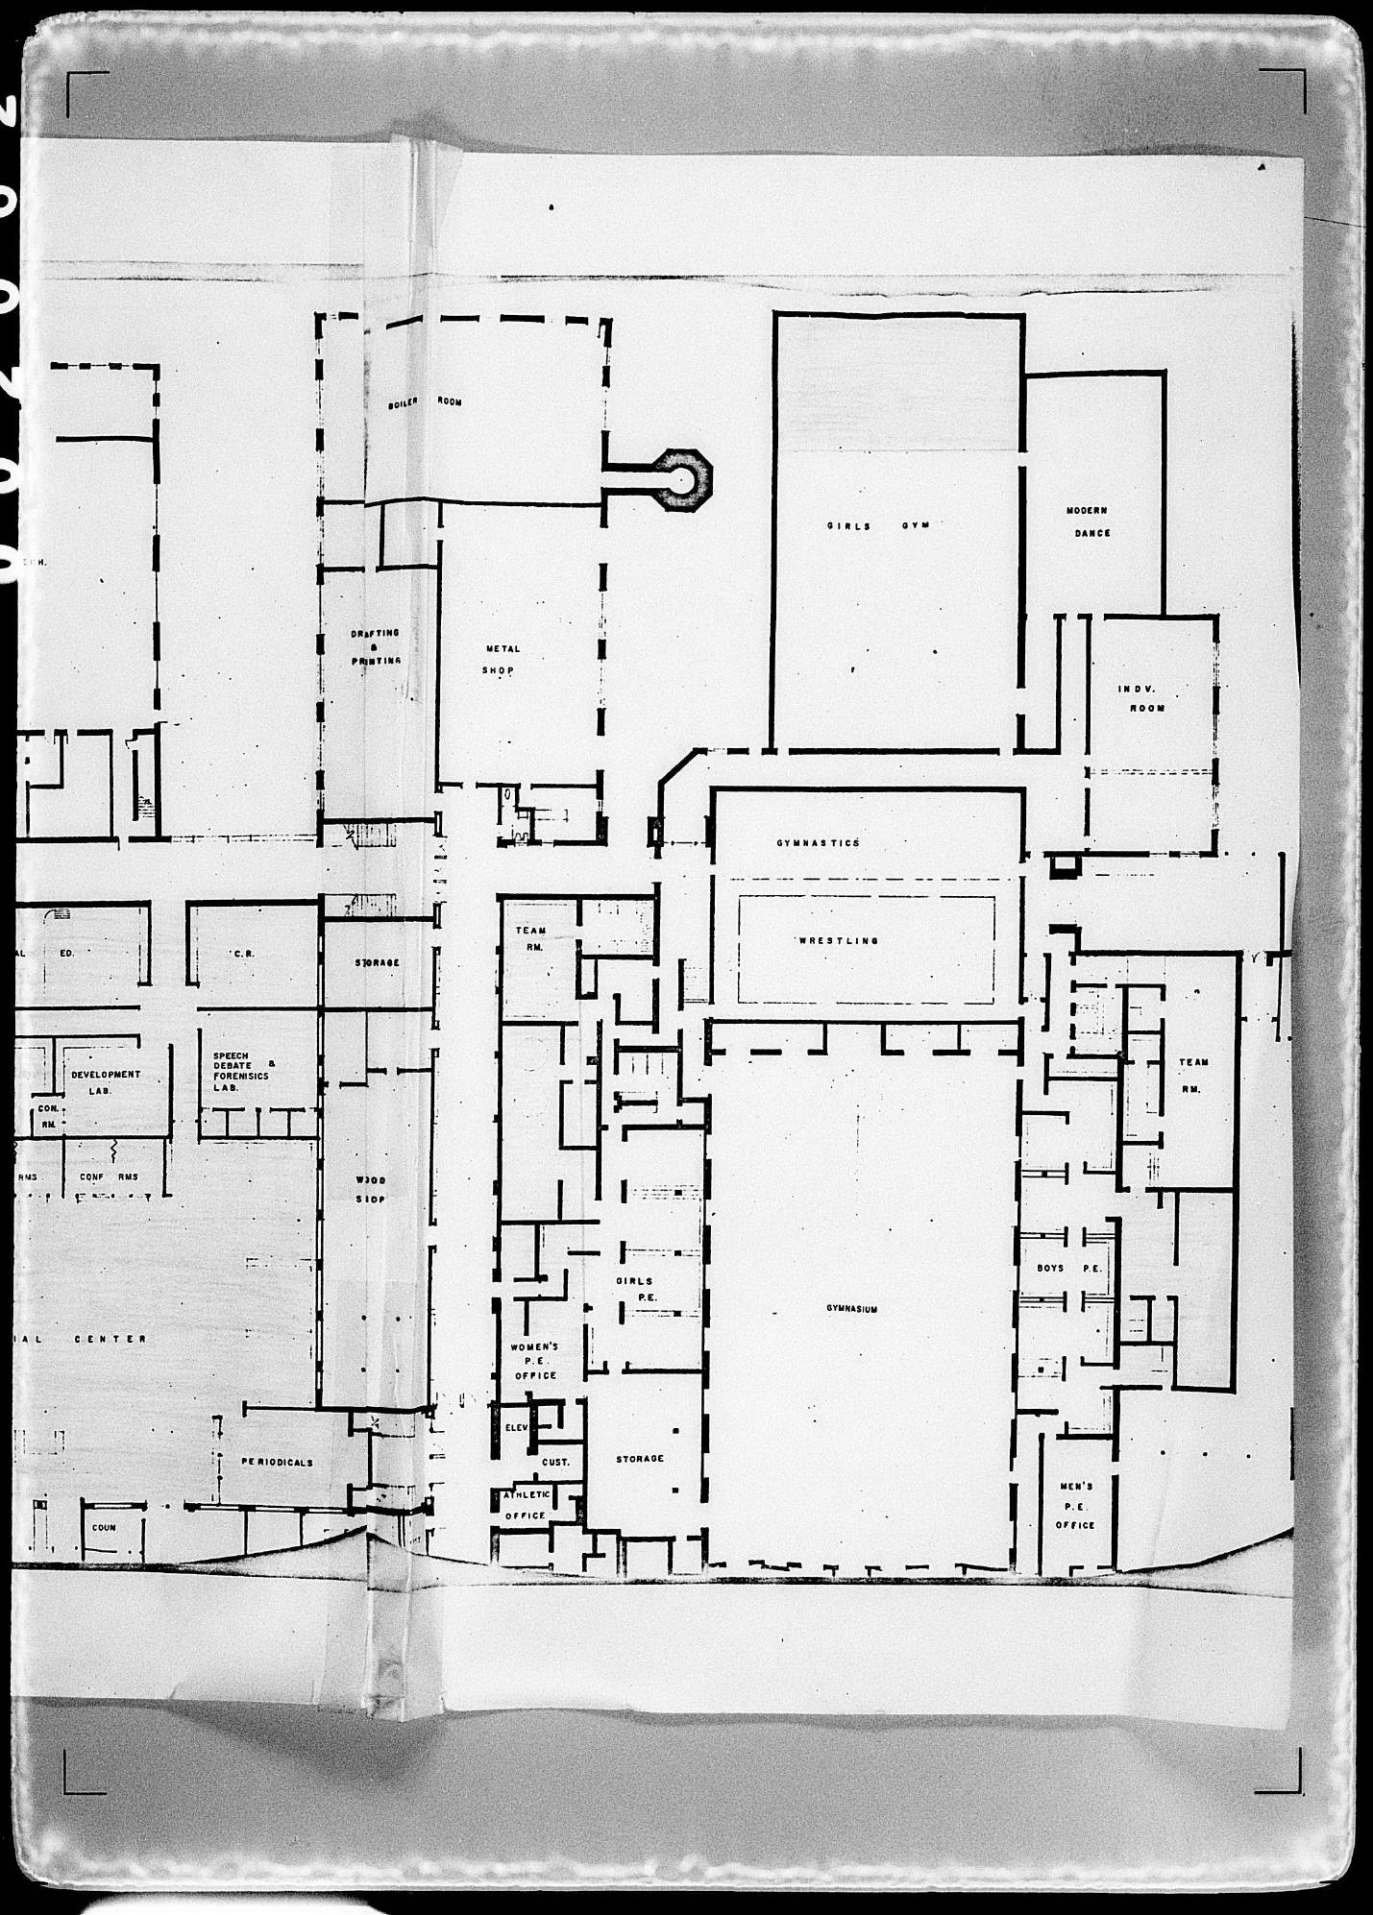 BOILER ROOM
GIRLS GYM
MODERN
DANCE
DRAFTING
&
PRINTING
METAL
SHOP
INDV.
ROOM
GYMNASTICS
WRESTLING
TEAM
RM.
ED.
C.R.
STORAGE
SPEECH
DEBATE &
FORENISICS
LAB.
DEVELOPMENT
LAB.
CON.
RM.
TEAM
RM.
RMS
CONF RMS
WOOD
SHOP
GIRLS
P.E.
BOYS P.E.
GYMNASIUM
IAL CENTER
WOMEN'S
P.E.
OFFICE
ELEV
CUST.
STORAGE
PERIODICALS
ATHLETIC
OFFICE
MEN'S
P.E.
OFFICE
COUN